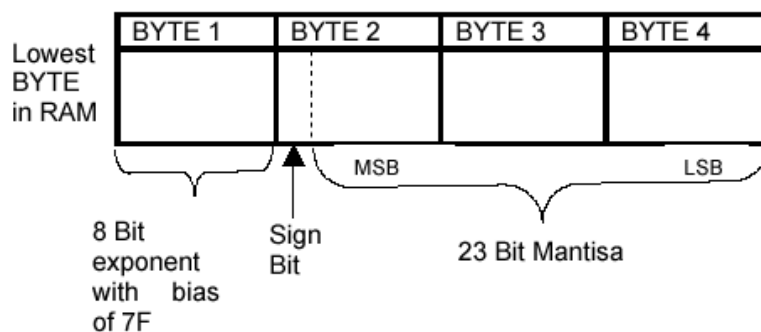 BYTE 1 BYTE 2 BYTE 3 BYTE 4
Lowest
BYTE
in RAM
MSB LSB
8 Bit
exponent
with bias
of 7F
Sign
Bit
23 Bit Mantisa